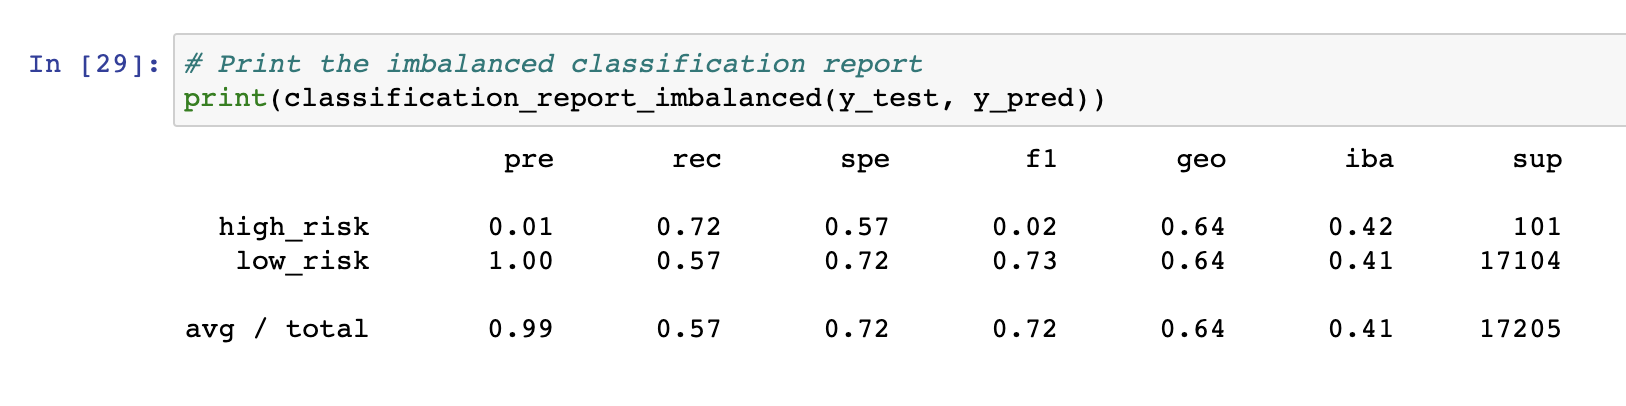 In [29]: # Print the imbalanced classification report
print(classification_report_imbalanced(y_test, y_pred))
pre rec spe f1 geo iba sup
high_risk 0.01 0.72 0.57 0.02 0.64 0.42 101
low_risk 1.00 0.57 0.72 0.73 0.64 0.41 17104
avg / total 0.99 0.57 0.72 0.72 0.64 0.41 17205